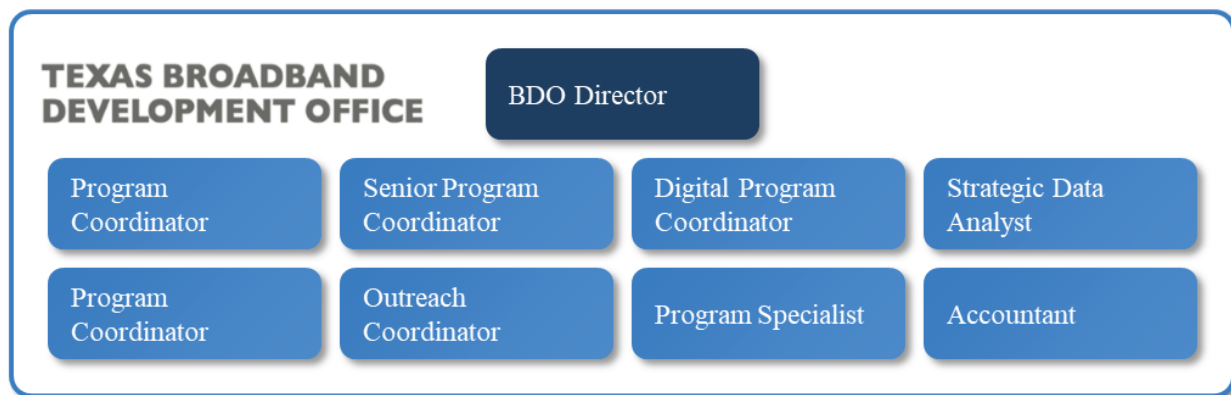 TEXAS BROADBAND
DEVELOPMENT OFFICE
BDO Director
Program
Coordinator
Senior Program
Coordinator
Digital Program
Coordinator
Strategic Data
Analyst
Program
Coordinator
Outreach
Coordinator
Program Specialist
Accountant